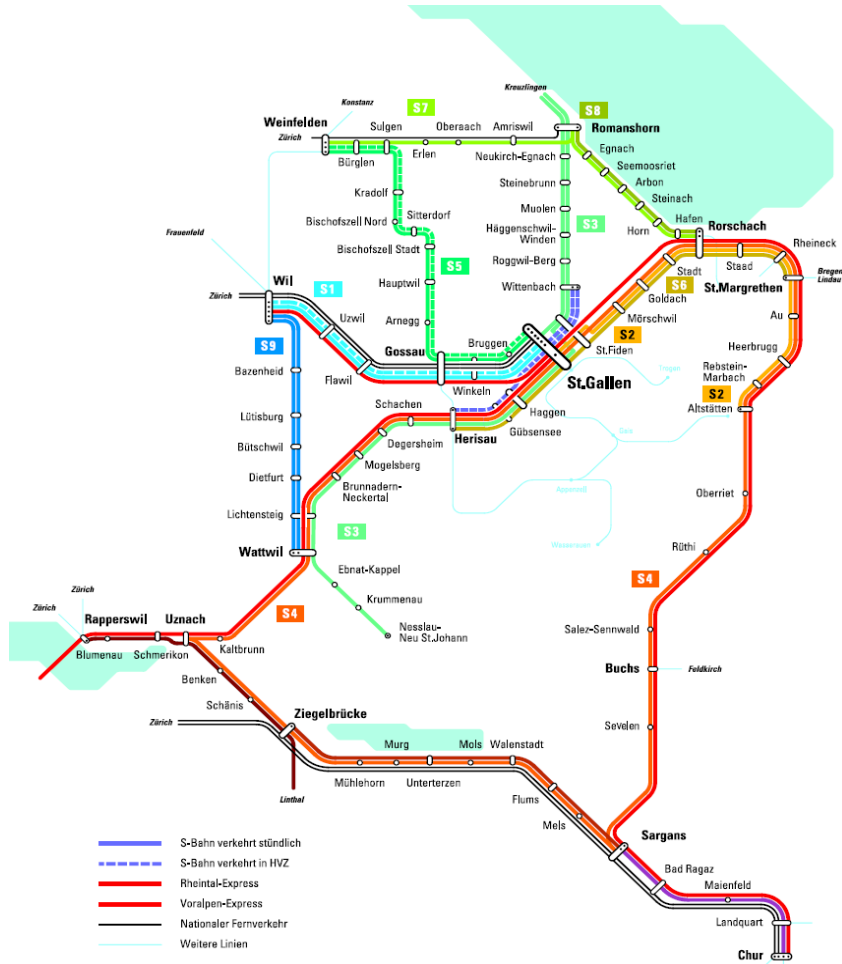 Kreuzlingen
Konstanz
S7
S8
Weinfelden
Sulgen
Oberaach
Amriswil
Romanshorn
Zürich
Bürglen
Erlen
Neukirch-Egnach
Egnach
Seemoosriet
Kradolf
Steinebrunn
Arbon
Bischofszell Nord
Sitterdorf
Muolen
Steinach
Frauenfeld
Häggenschwil-
Winden
S3
Horn
Hafen
Rorschach
Bischofszell Stadt
S5
Roggwil-Berg
Stadt
Staad
Rheineck
Wil
S1
Hauptwil
Wittenbach
S6
St.Margrethen
Bregenz
Lindau
Zürich
Goldach
Uzwil
Arnegg
Mörschwil
Au
S9
Gossau
Bruggen
S2
St.Fiden
Heerbrugg
Bazenheid
Flawil
Winkeln
St.Gallen
Rebstein-
Marbach
Trogen
S2
Schachen
Haggen
Altstätten
Lütisburg
Herisau
Gübsensee
Gais
Bütschwil
Degersheim
Mogelsberg
Dietfurt
Brunnadern-
Neckertal
Appenzell
Oberriet
Lichtensteig
S3
Wasserauen
Wattwil
Rüthi
Ebnat-Kappel
S4
Zürich
Krummenau
S4
Zürich
Rapperswil
Uznach
Nesslau-
Neu St.Johann
Salez-Sennwald
Blumenau
Schmerikon
Kaltbrunn
Benken
Buchs
Feldkirch
Schänis
Ziegelbrücke
Zürich
Sevelen
Murg
Mols
Walenstadt
Mühlehorn
Unterterzen
Linthal
Flums
Mels
Sargans
S-Bahn verkehrt stündlich
S-Bahn verkehrt in HVZ
Bad Ragaz
Rheintal-Express
Maienfeld
Voralpen-Express
Landquart
Nationaler Fernverkehr
Weitere Linien
Chur